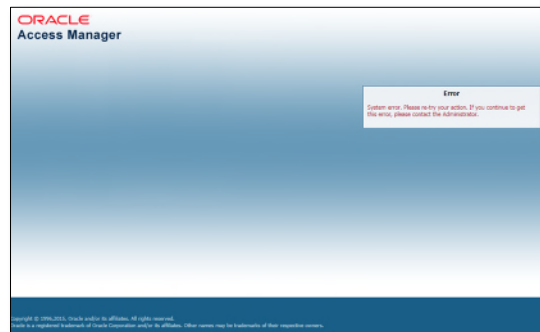 ORACLE
Access Manager
Error
System error. Please re-try your action. If you continue to get
this error, please contact the Administrator.
Copyright © 1996,2015, Oracle and/or its affiliates. All rights reserved.
Oracle is a registered trademark of Oracle Corporation and/or its affiliates. Other names may be trademarks of their respective owners.